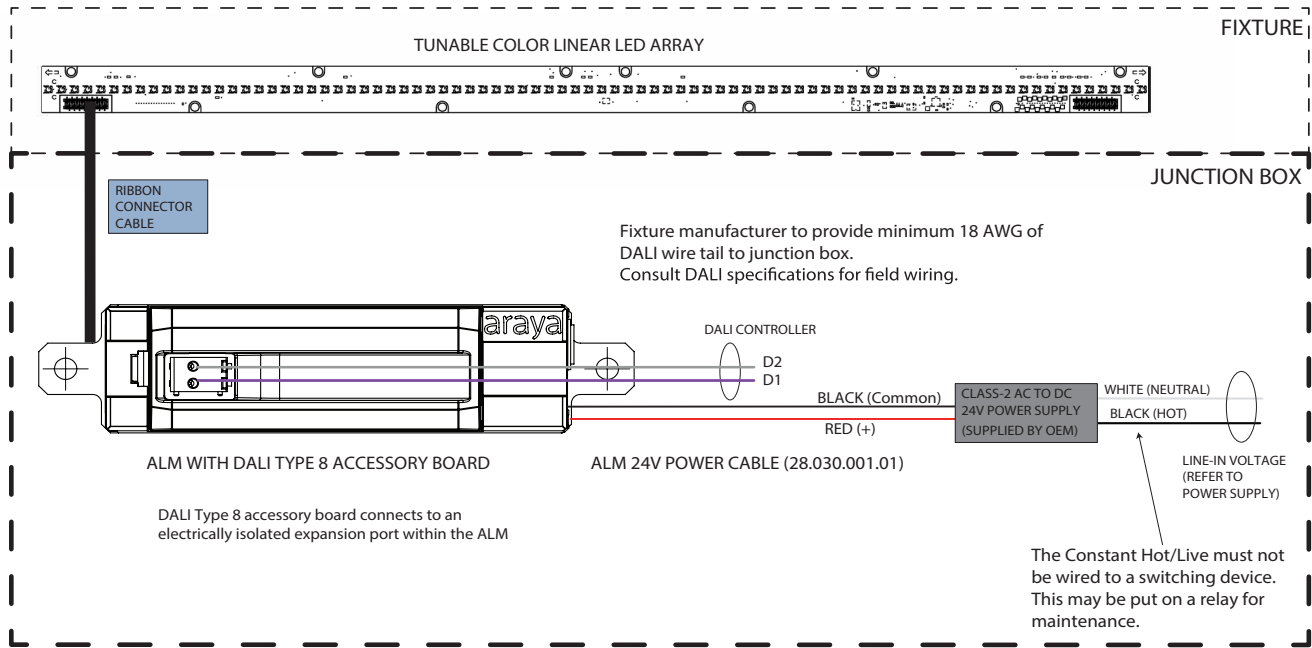 FIXTURE
TUNABLE COLOR LINEAR LED ARRAY
JUNCTION BOX
RIBBON
CONNECTOR
CABLE
Fixture manufacturer to provide minimum 18 AWG of
DALI wire tail to junction box.
Consult DALI specifications for field wiring.
araya
DALI CONTROLLER
D2
D1
BLACK (Common)
RED (+)
CLASS-2 AC TO DC
24V POWER SUPPLY
(SUPPLIED BY OEM)
WHITE (NEUTRAL)
BLACK (HOT)
LINE-IN VOLTAGE
(REFER TO
POWER SUPPLY)
ALM WITH DALI TYPE 8 ACCESSORY BOARD
ALM 24V POWER CABLE (28.030.001.01)
DALI Type 8 accessory board connects to an
electrically isolated expansion port within the ALM
The Constant Hot/Live must not
be wired to a switching device.
This may be put on a relay for
maintenance.